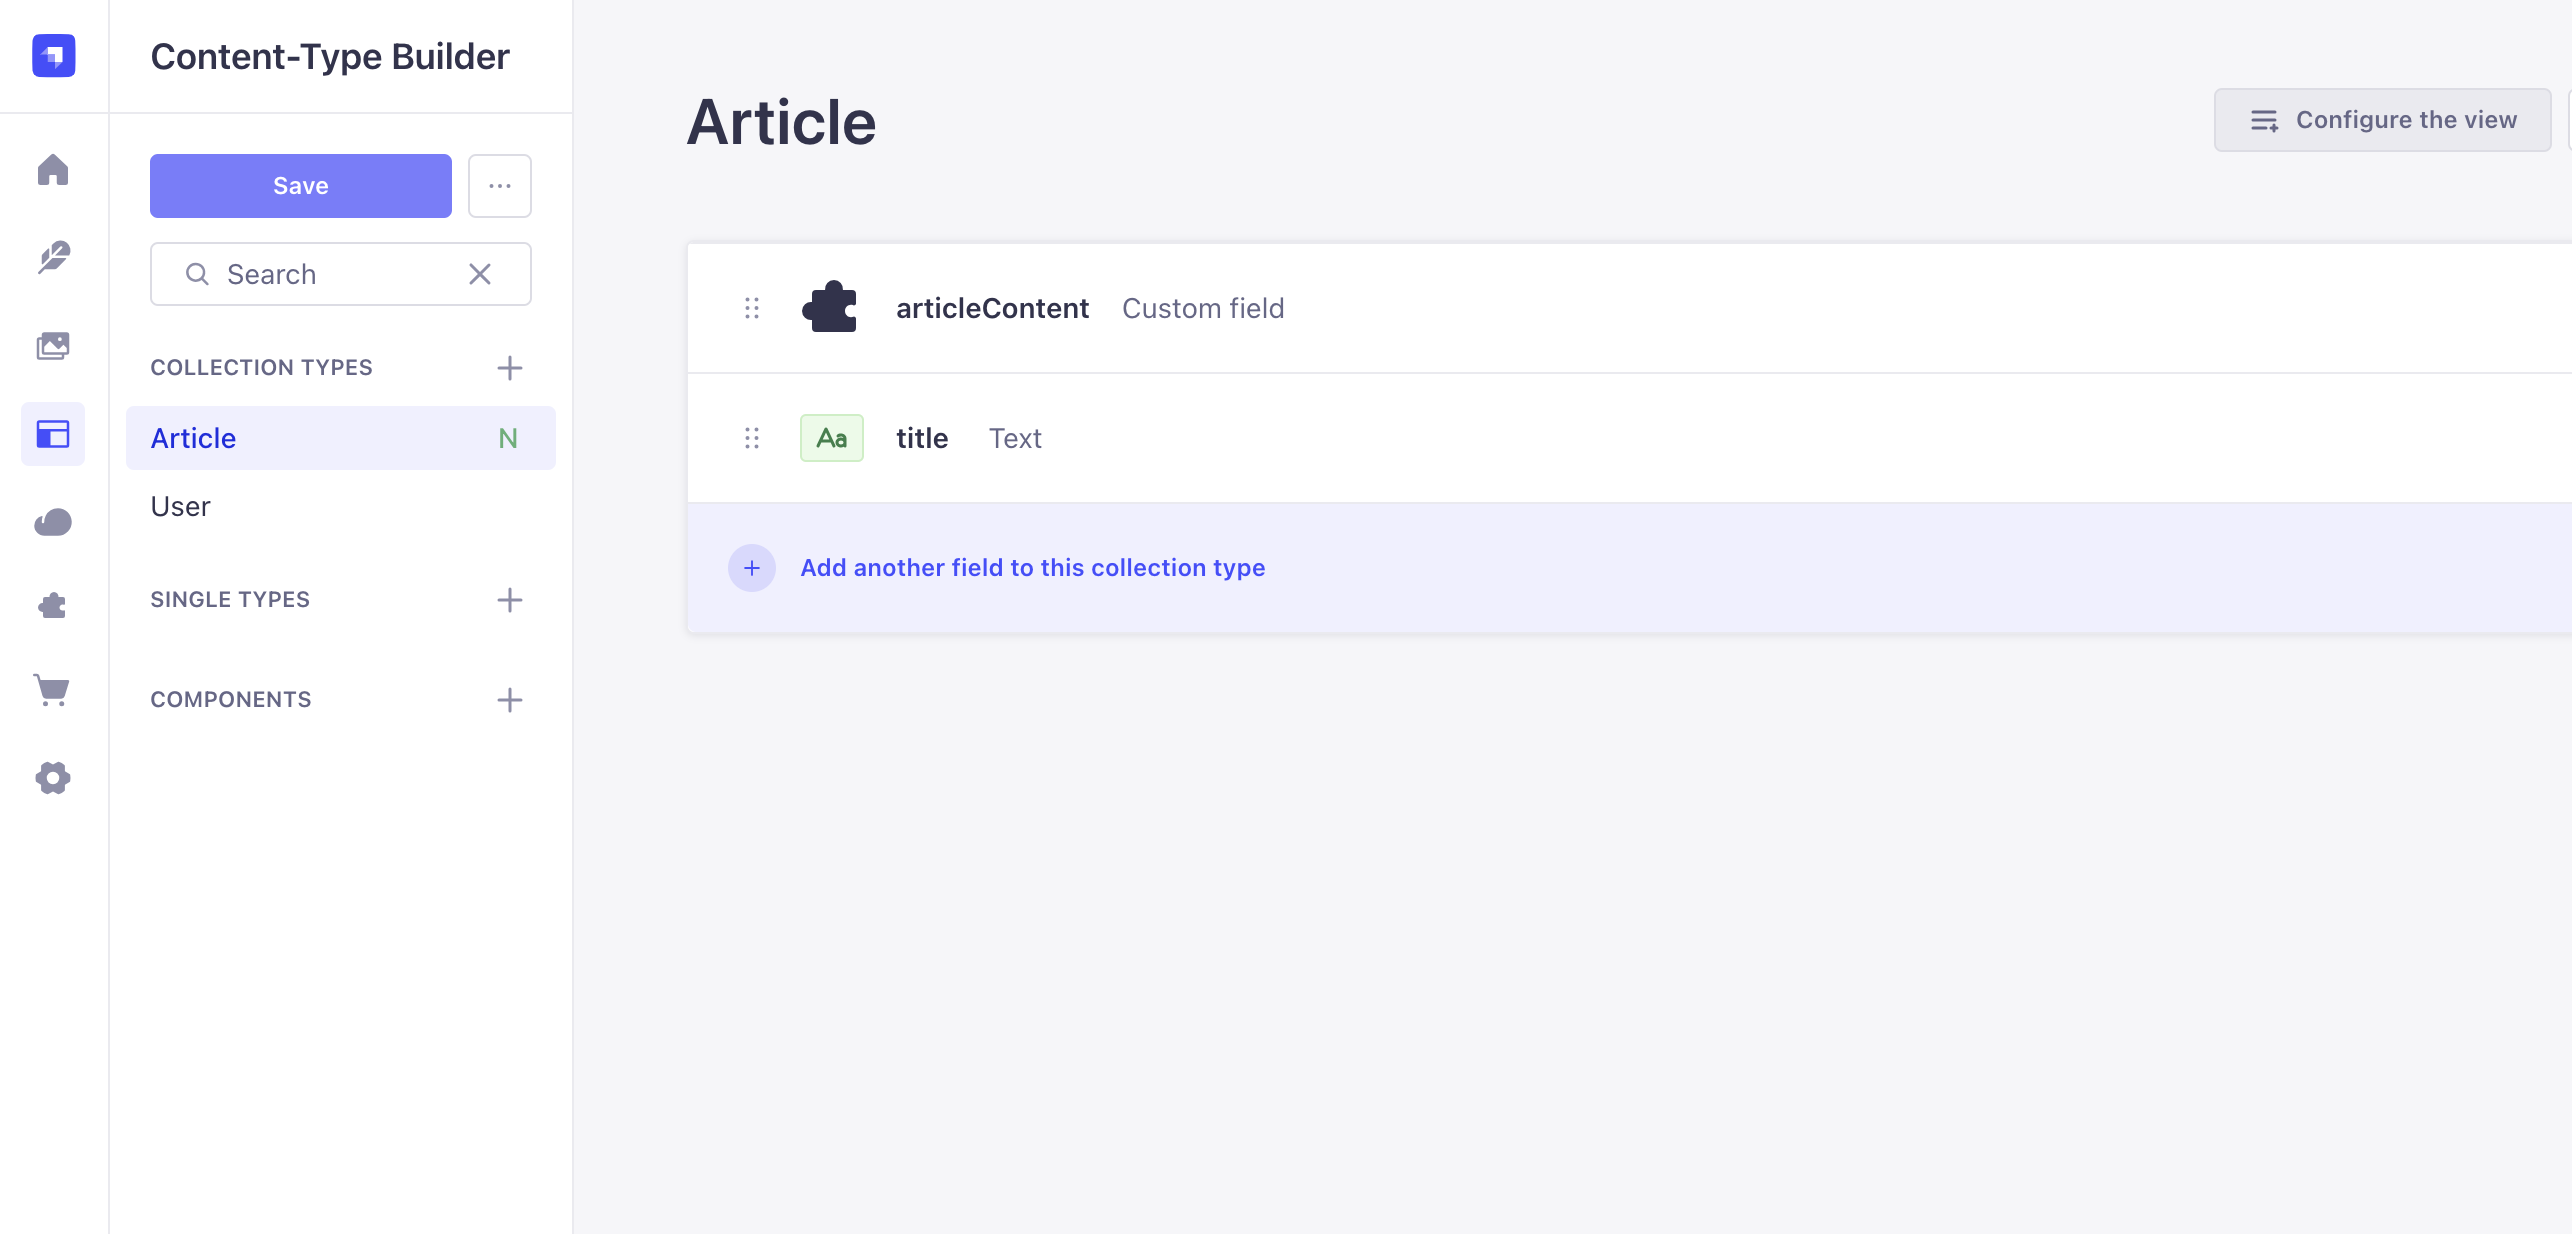 Content-Type Builder
Save
Search
COLLECTION TYPES
Article N
User
SINGLE TYPES
COMPONENTS
Article
Configure the view
articleContent Custom field
Aa title Text
Add another field to this collection type